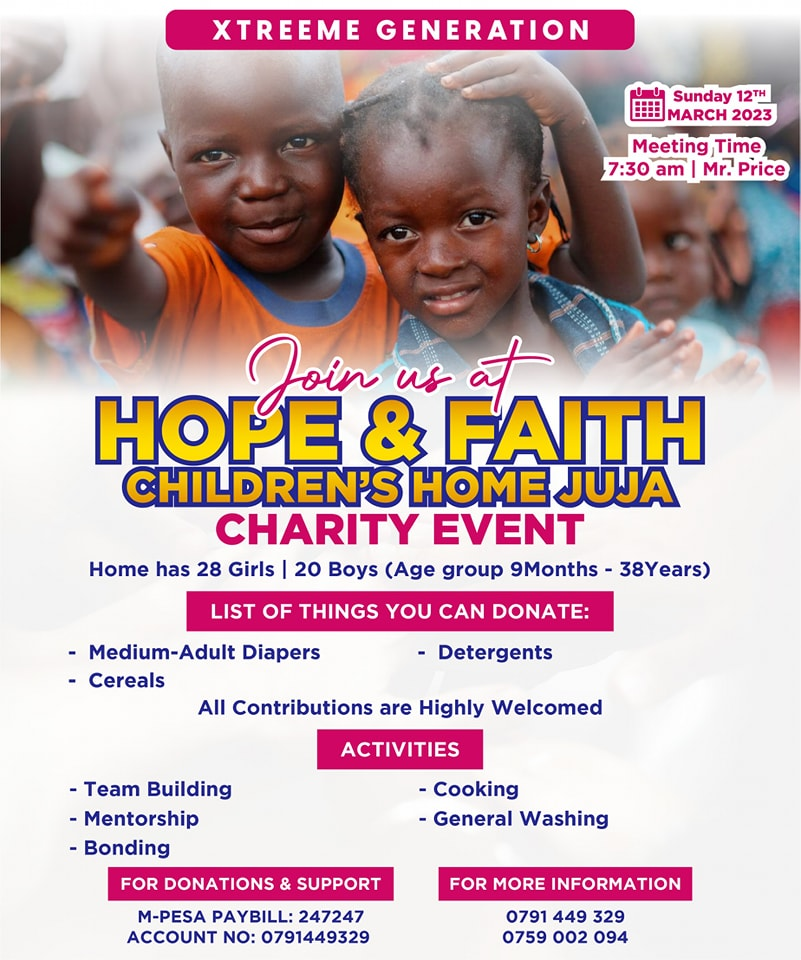 XTREEME GENERATION
Sunday 12TH
MARCH 2023
Meeting Time
7:30 am | Mr. Price
Join us at
HOPE & FAITH
CHILDREN'S HOME JUJA
CHARITY EVENT
Home has 28 Girls | 20 Boys (Age group 9Months - 38Years)
LIST OF THINGS YOU CAN DONATE:
- Medium-Adult Diapers
- Cereals
- Detergents
All Contributions are Highly Welcomed
ACTIVITIES
- Team Building
- Mentorship
- Bonding
- Cooking
- General Washing
FOR DONATIONS & SUPPORT
M-PESA PAYBILL: 247247
ACCOUNT NO: 0791449329
FOR MORE INFORMATION
0791 449 329
0759 002 094